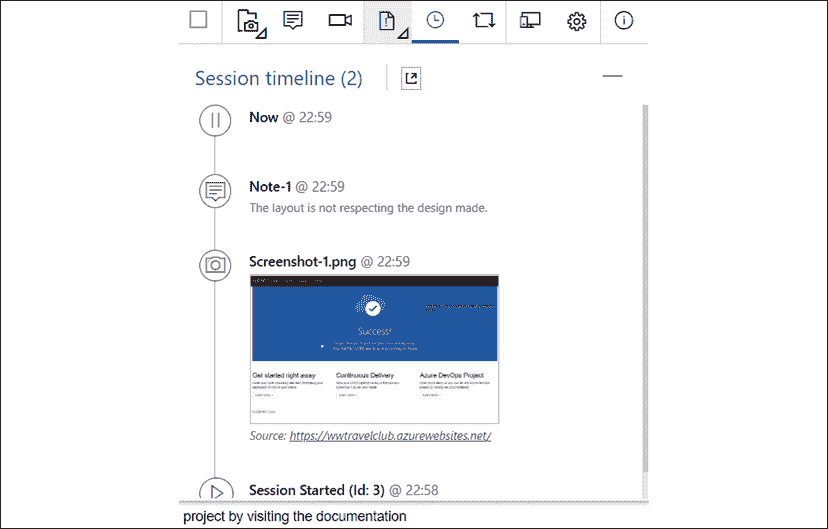 Session timeline (2)
Now @ 22:59
Note-1 @ 22:59
The layout is not respecting the design made.
Screenshot-1.png @ 22:59
Success!
Get started right away
Continuous Delivery
Azure DevOps Project
Source: https://wwtravelclub.azurewebsites.net/
Session Started (Id: 3) @ 22:58
project by visiting the documentation